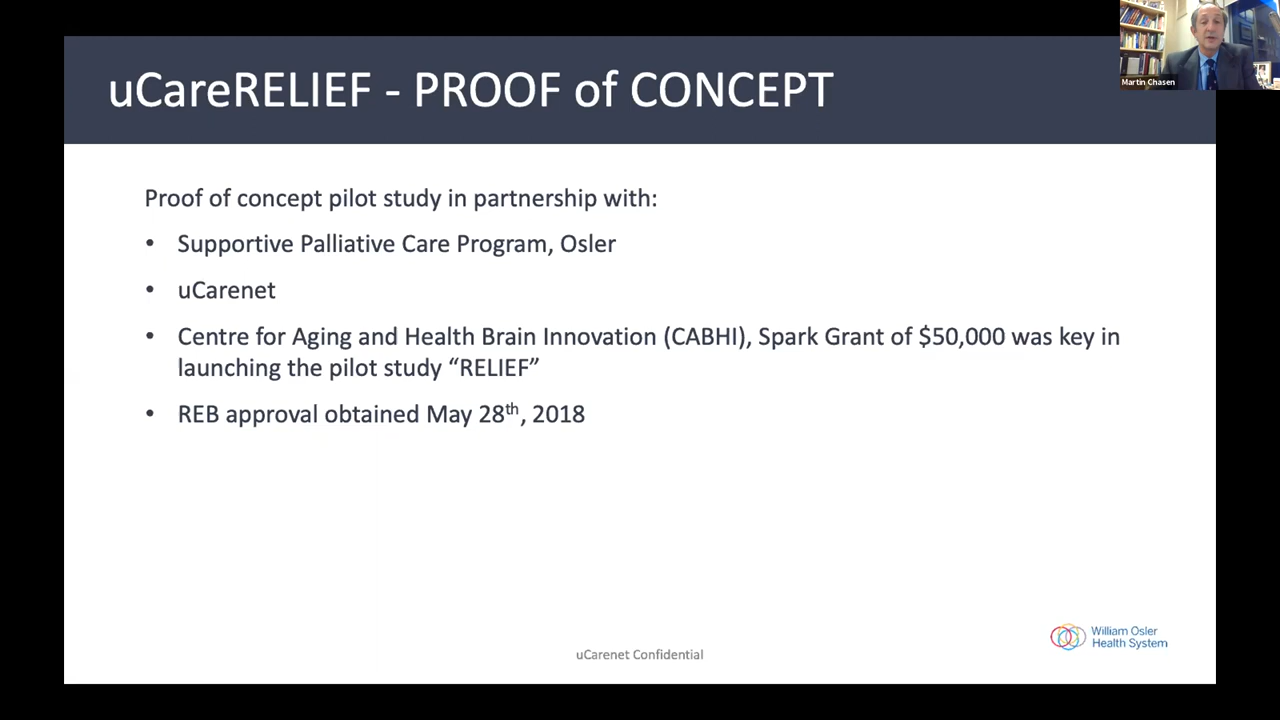 Martin Chasen
uCareRELIEF - PROOF of CONCEPT
Proof of concept pilot study in partnership with:
• Supportive Palliative Care Program, Osler
• uCarenet
• Centre for Aging and Health Brain Innovation (CABHI), Spark Grant of $50,000 was key in
launching the pilot study “RELIEF”
• REB approval obtained May 28th, 2018
William Osler
Health System
uCarenet Confidential